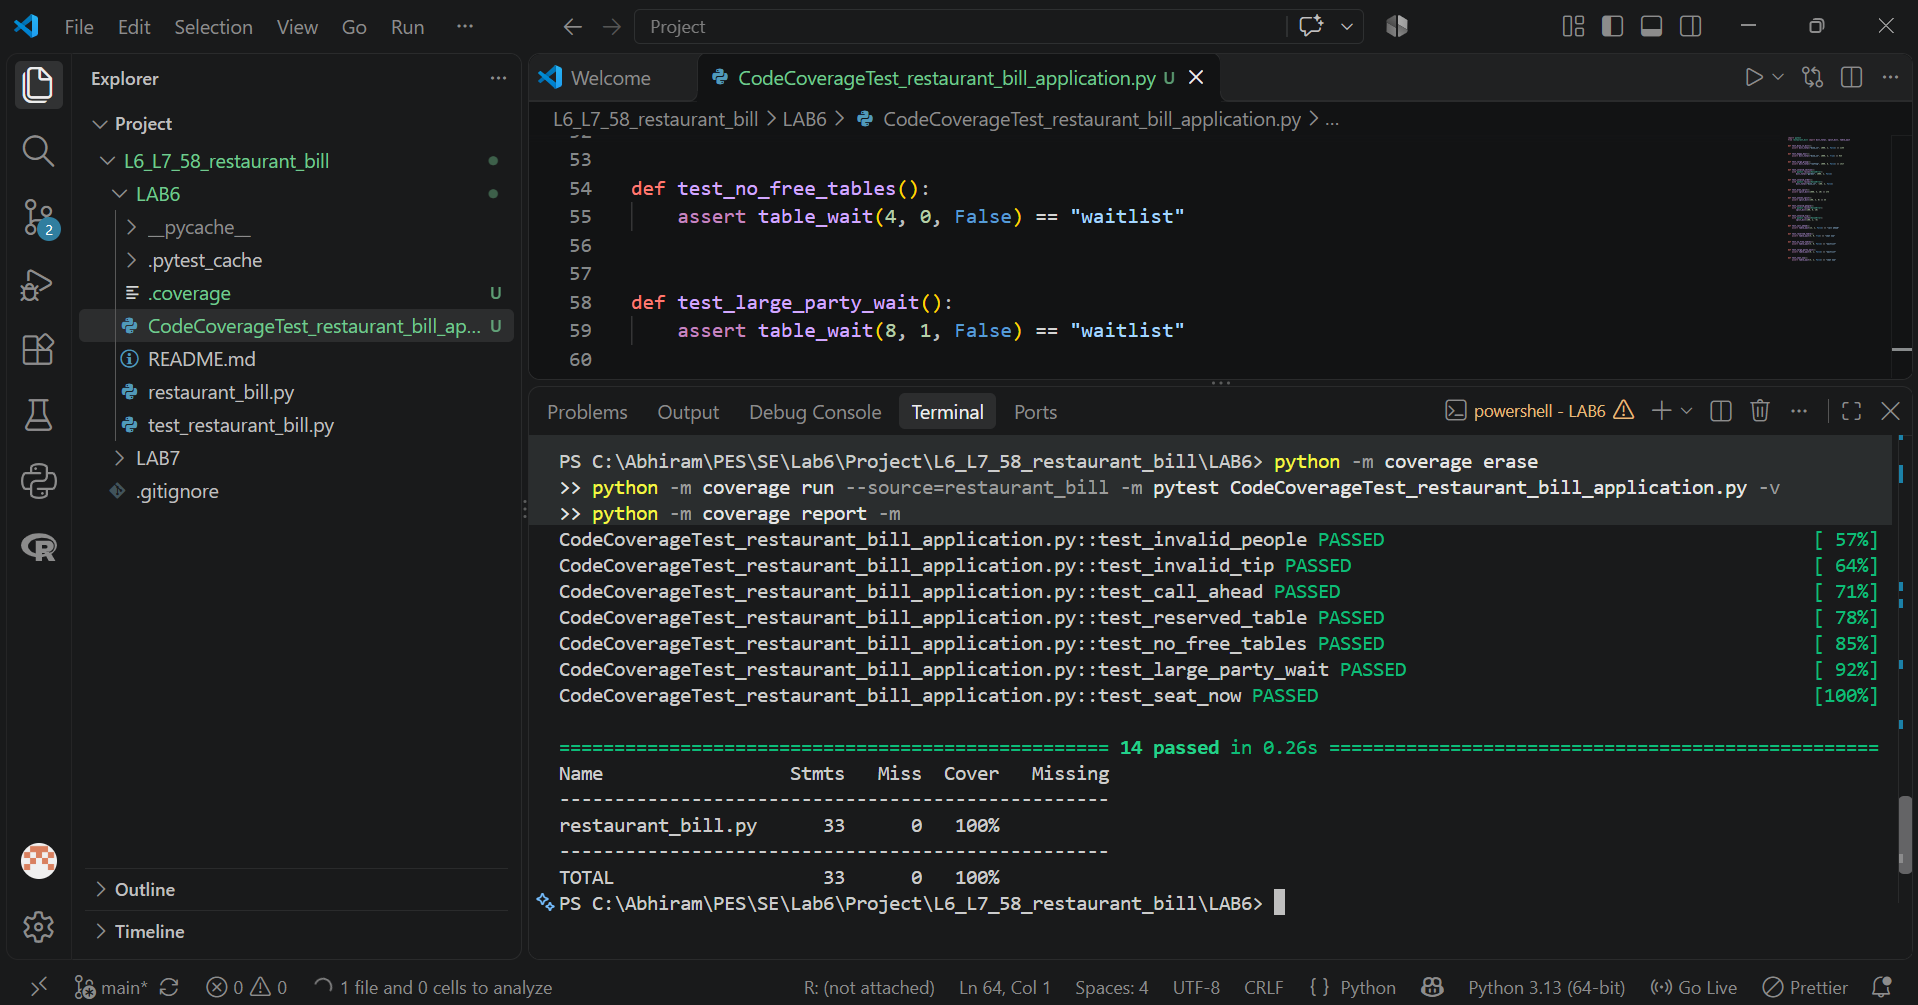 File Edit Selection View Go Run ···
Project
Explorer ···
Project
L6_L7_58_restaurant_bill
LAB6
__pycache__
.pytest_cache
.coverage U
CodeCoverageTest_restaurant_bill_ap... U
README.md
restaurant_bill.py
test_restaurant_bill.py
LAB7
.gitignore
2
Outline
Timeline
Welcome
CodeCoverageTest_restaurant_bill_application.py U
L6_L7_58_restaurant_bill > LAB6 > CodeCoverageTest_restaurant_bill_application.py > ...
53
54 def test_no_free_tables():
55 assert table_wait(4, 0, False) == "waitlist"
56
57
58 def test_large_party_wait():
59 assert table_wait(8, 1, False) == "waitlist"
60
Problems Output Debug Console Terminal Ports
powershell - LAB6
PS C:\Abhiram\PES\SE\Lab6\Project\L6_L7_58_restaurant_bill\LAB6> python -m coverage erase
>> python -m coverage run --source=restaurant_bill -m pytest CodeCoverageTest_restaurant_bill_application.py -v
>> python -m coverage report -m
CodeCoverageTest_restaurant_bill_application.py::test_invalid_people PASSED [ 57%]
CodeCoverageTest_restaurant_bill_application.py::test_invalid_tip PASSED [ 64%]
CodeCoverageTest_restaurant_bill_application.py::test_call_ahead PASSED [ 71%]
CodeCoverageTest_restaurant_bill_application.py::test_reserved_table PASSED [ 78%]
CodeCoverageTest_restaurant_bill_application.py::test_no_free_tables PASSED [ 85%]
CodeCoverageTest_restaurant_bill_application.py::test_large_party_wait PASSED [ 92%]
CodeCoverageTest_restaurant_bill_application.py::test_seat_now PASSED [100%]
================================================== 14 passed in 0.26s ==================================================
Name Stmts Miss Cover Missing
--------------------------------------------------
restaurant_bill.py 33 0 100%
--------------------------------------------------
TOTAL 33 0 100%
PS C:\Abhiram\PES\SE\Lab6\Project\L6_L7_58_restaurant_bill\LAB6>
main* 0 0 1 file and 0 cells to analyze R: (not attached) Ln 64, Col 1 Spaces: 4 UTF-8 CRLF { } Python Python 3.13 (64-bit) Go Live Prettier